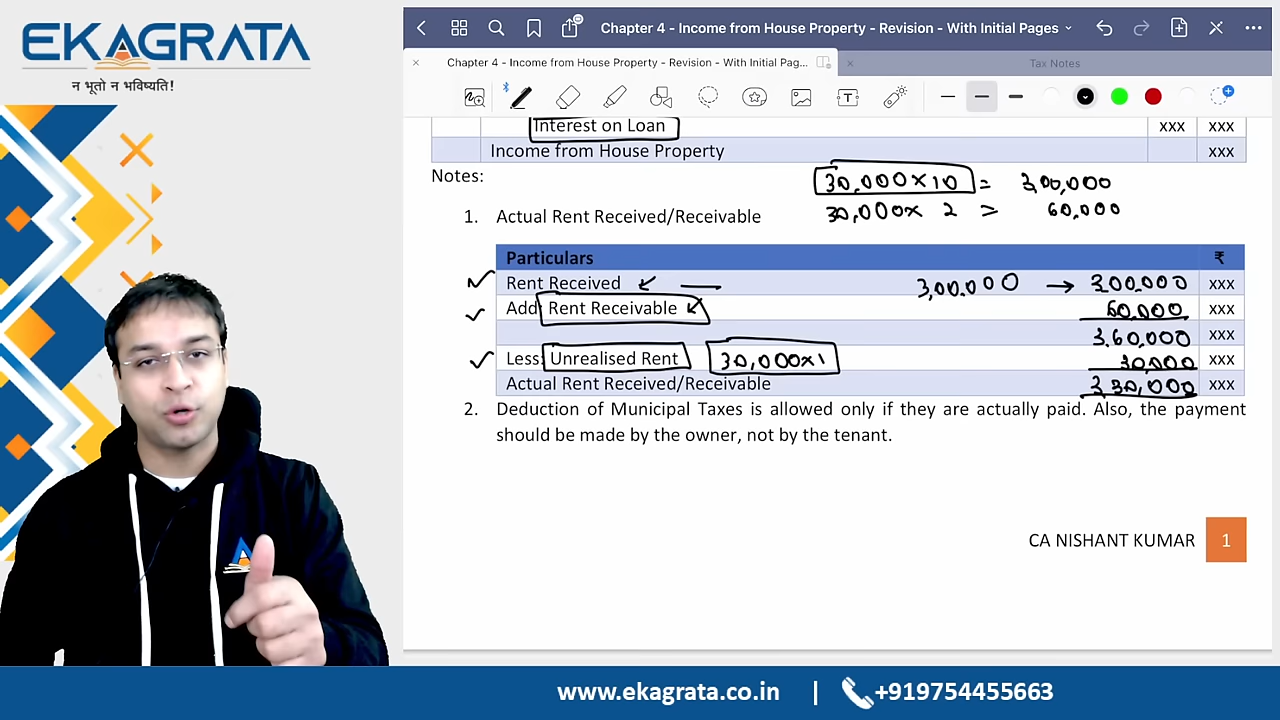 EKAGRATA
न भूतो न भविष्यति!
Chapter 4 - Income from House Property - Revision - With Initial Pages
Chapter 4 - Income from House Property - Revision - With Initial Pag...
Tax Notes
Interest on Loan xxx xxx
Income from House Property xxx
Notes:
30,000×10 = 3,00,000
30,000× 2 = 60,000
1. Actual Rent Received/Receivable
Particulars ₹
Rent Received 3,00,000 → 3,00,000 xxx
Add: Rent Receivable 60,000 xxx
3,60,000
Less: Unrealised Rent 30,000×1 30,000 xxx
Actual Rent Received/Receivable 3,30,000 xxx
2. Deduction of Municipal Taxes is allowed only if they are actually paid. Also, the payment
should be made by the owner, not by the tenant.
CA NISHANT KUMAR 1
www.ekagrata.co.in | +919754455663